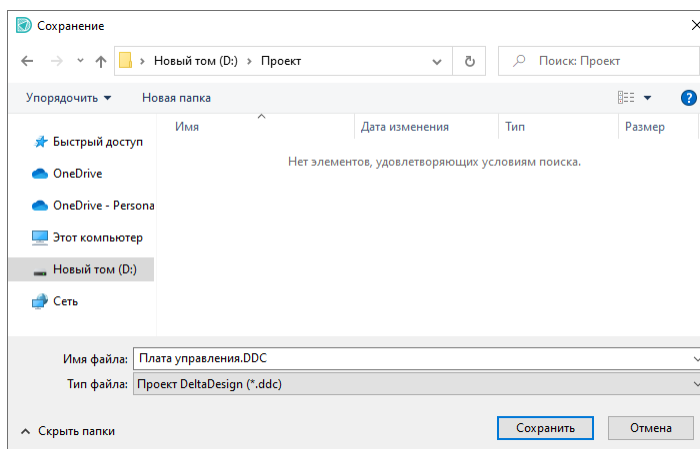 Сохранение
Новый том (D:) Проект
Поиск: Проект
Упорядочить
Новая папка
?
Имя
Дата изменения
Тип
Размер
Нет элементов, удовлетворяющих условиям поиска.
Быстрый доступ
OneDrive
OneDrive - Persona
Этот компьютер
Новый том (D:)
Сеть
Имя файла: Плата управления.DDC
Тип файла: Проект DeltaDesign (*.ddc)
Скрыть папки
Сохранить
Отмена